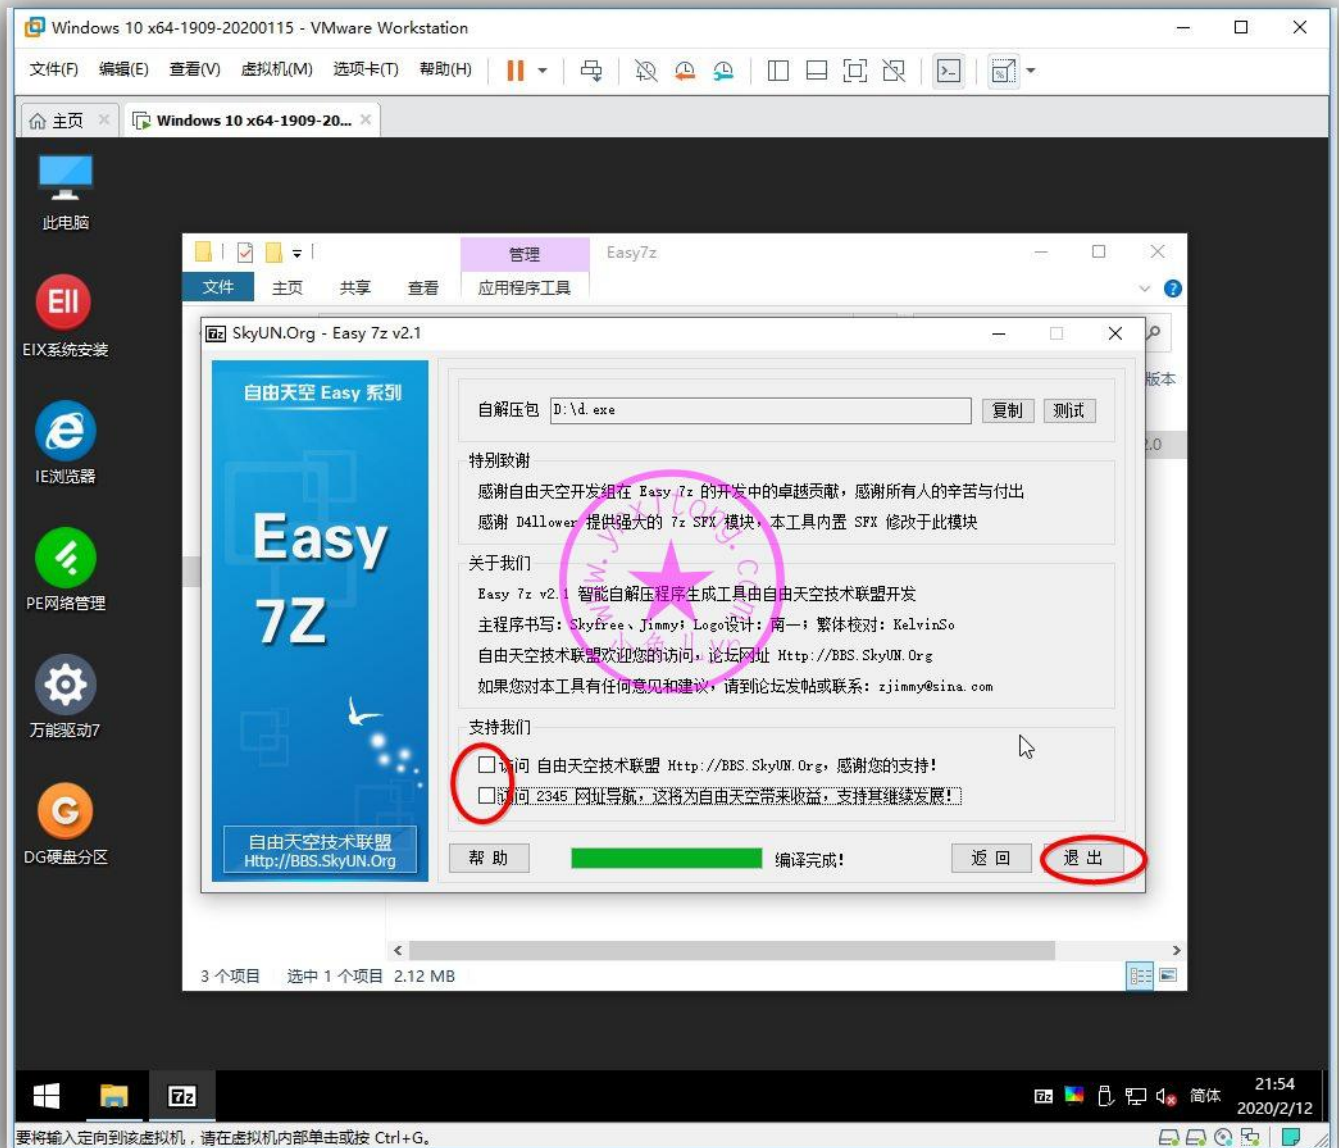 Windows 10 x64-1909-20200115 - VMware Workstation
文件(F) 编辑(E) 查看(V) 虚拟机(M) 选项卡(T) 帮助(H)
主页 Windows 10 x64-1909-20...
此电脑
EII
EIX系统安装
IE浏览器
PE网络管理
万能驱动7
G
DG硬盘分区
管理 Easy7z
文件 主页 共享 查看 应用程序工具
SkyUN.Org - Easy 7z v2.1
版本
2.0
自由天空 Easy 系列
Easy
7Z
自由天空技术联盟
Http://BBS.SkyUN.Org
自解压包 D:\d.exe 复制 测试
特别致谢
感谢自由天空开发组在 Easy 7z 的开发中的卓越贡献，感谢所有人的辛苦与付出
感谢 D4llower 提供强大的 7z SFX 模块，本工具内置 SFX 修改于此模块
关于我们
Easy 7z v2.1 智能自解压程序生成工具由自由天空技术联盟开发
主程序书写：Skyfree、Jimmy；Logo设计：南一；繁体校对：KelvinSo
自由天空技术联盟欢迎您的访问，论坛网址 Http://BBS.SkyUN.Org
如果您对本工具有任何意见和建议，请到论坛发帖或联系：zjimmy@sina.com
www.ypxitong.com
小鱼儿yp
支持我们
访问 自由天空技术联盟 Http://BBS.SkyUN.Org，感谢您的支持！
访问 2345 网址导航，这将为自由天空带来收益，支持其继续发展！
帮 助 编译完成！ 返 回 退 出
3 个项目 选中 1 个项目 2.12 MB
7z 7z 简体 21:54
2020/2/12
要将输入定向到该虚拟机，请在虚拟机内部单击或按 Ctrl+G。